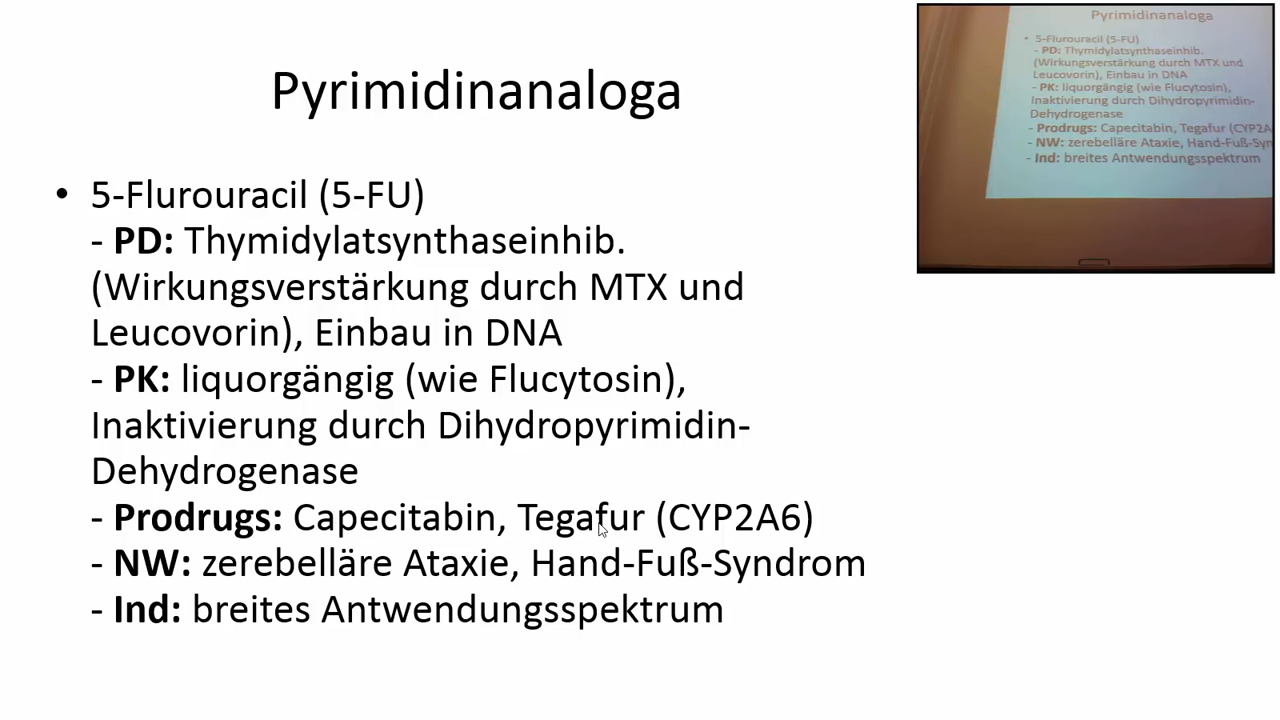 Pyrimidinanaloga
• 5-Flurouracil (5-FU)
- PD: Thymidylatsynthaseinhib.
(Wirkungsverstärkung durch MTX und
Leucovorin), Einbau in DNA
- PK: liquorgängig (wie Flucytosin),
Inaktivierung durch Dihydropyrimidin-
Dehydrogenase
- Prodrugs: Capecitabin, Tegafur (CYP2A6)
- NW: zerebelläre Ataxie, Hand-Fuß-Syndrom
- Ind: breites Antwendungsspektrum
Pyrimidinanaloga
• 5-Flurouracil (5-FU)
- PD: Thymidylatsynthaseinhib.
(Wirkungsverstärkung durch MTX und
Leucovorin), Einbau in DNA
- PK: liquorgängig (wie Flucytosin),
Inaktivierung durch Dihydropyrimidin-
Dehydrogenase
- Prodrugs: Capecitabin, Tegafur (CYP2A
- NW: zerebelläre Ataxie, Hand-Fuß-Syn
- Ind: breites Antwendungsspektrum